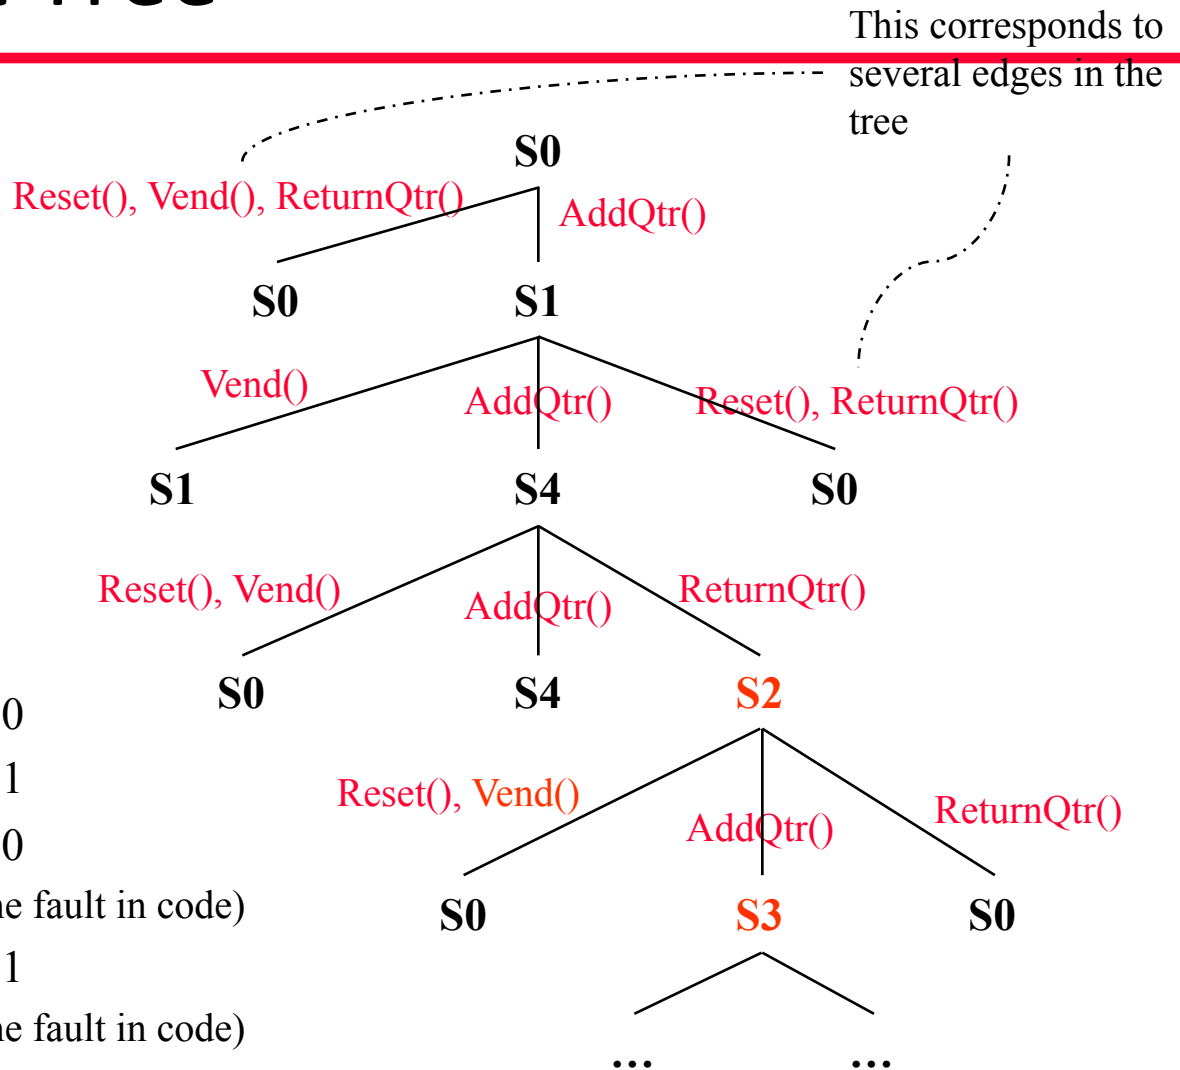 Tree
This corresponds to
several edges in the
tree
S0
Reset(), Vend(), ReturnQtr()
AddQtr()
S0
S1
Vend()
AddQtr()
Reset(), ReturnQtr()
S1
S4
S0
Reset(), Vend()
AddQtr()
ReturnQtr()
S0
S4
S2
0
1
0
fault in code)
1
fault in code)
Reset(), Vend()
AddQtr()
ReturnQtr()
S0
S3
S0
...
...